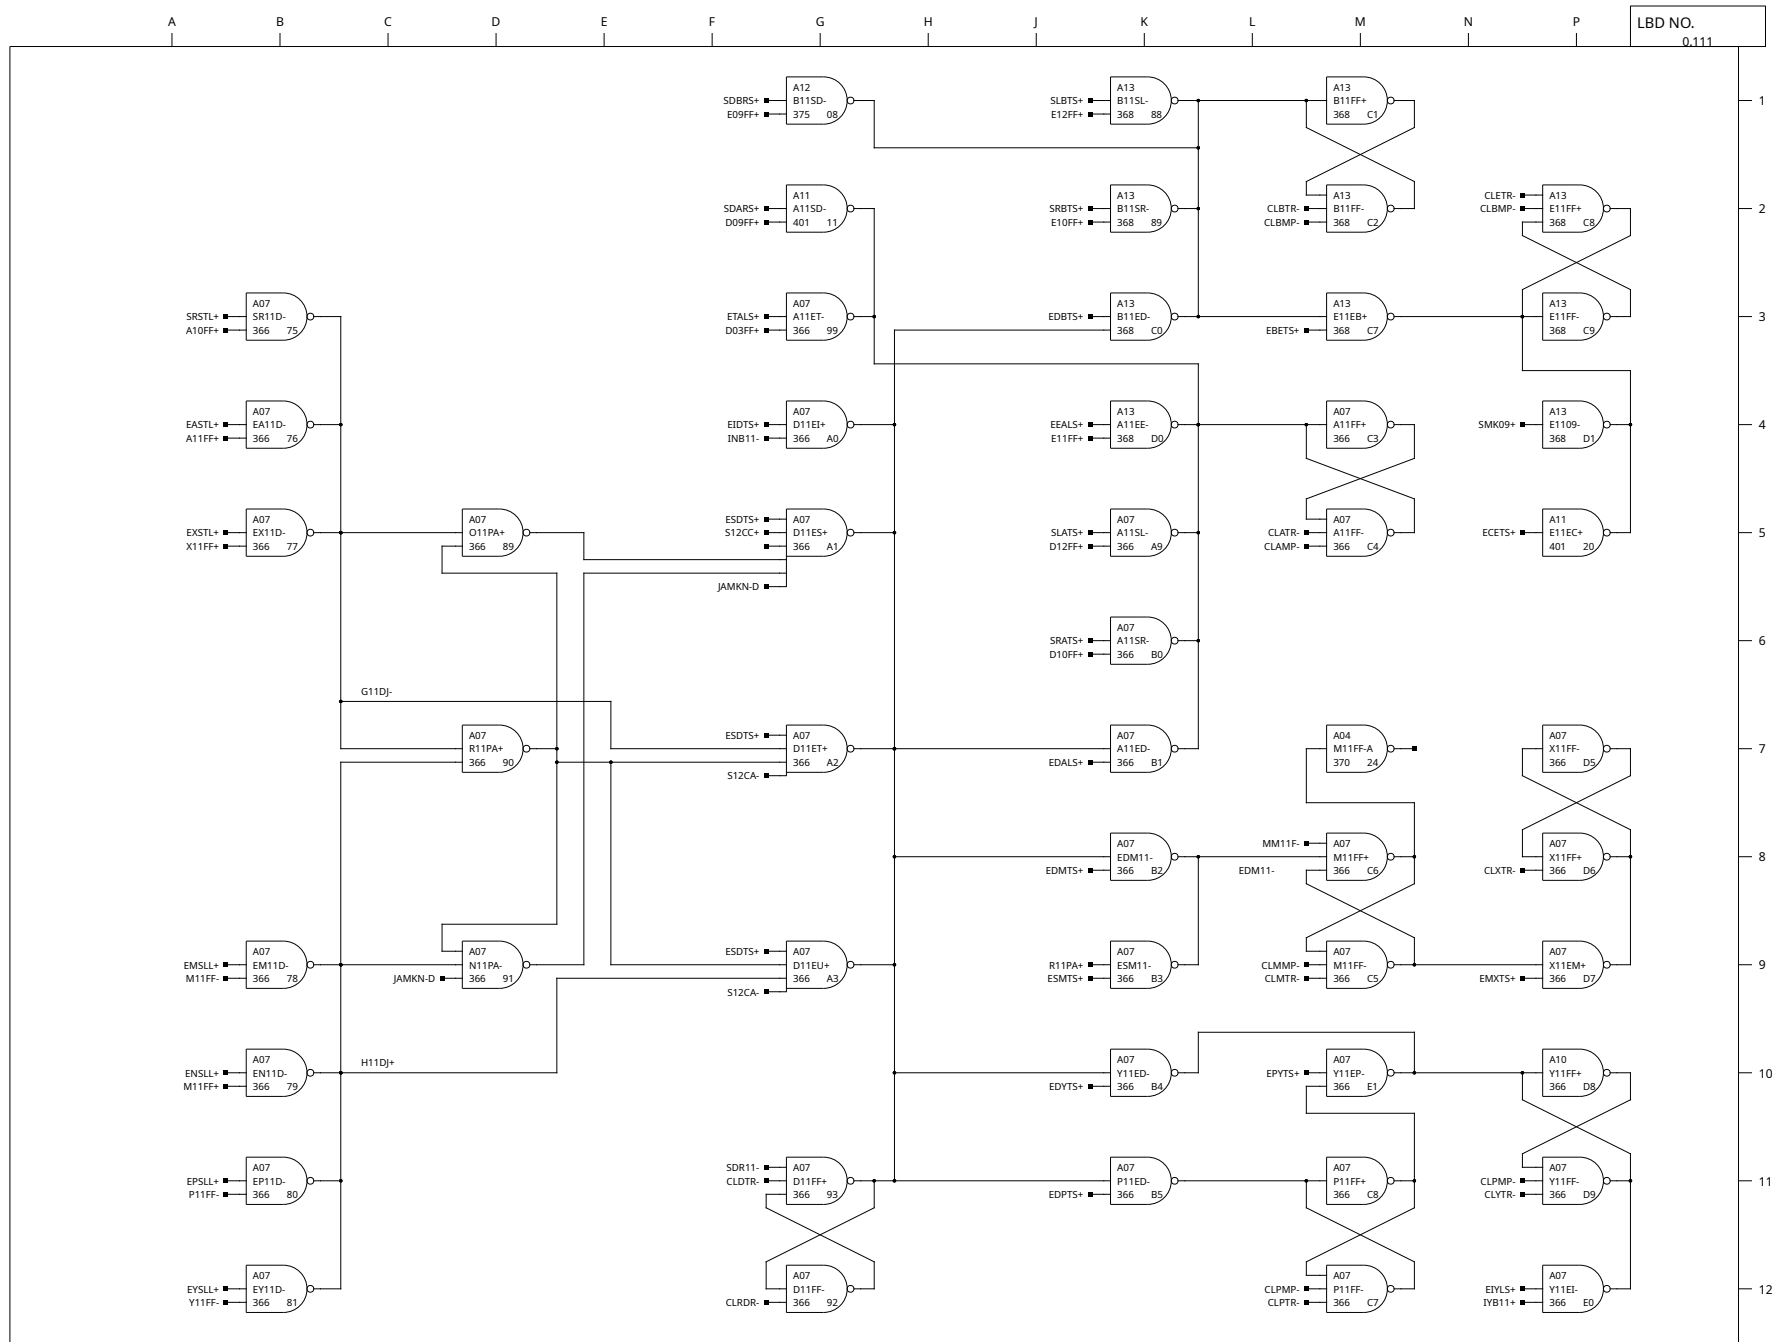 A B C D E F G H J K L M N P
LBD NO.
0.111
1
SDBRS+
E09FF+
A12
B11SD-
375 08
SLBTS+
E12FF+
A13
B11SL-
368 88
A13
B11FF+
368 C1
2
SDARS+
D09FF+
A11
A11SD-
401 11
SRBTS+
E10FF+
A13
B11SR-
368 89
CLBTR-
CLBMP-
A13
B11FF-
368 C2
CLETR-
CLBMP-
A13
E11FF+
368 C8
3
SRSTL+
A10FF+
A07
SR11D-
366 75
ETALS+
D03FF+
A07
A11ET-
366 99
EDBTS+
A13
B11ED-
368 C0
EBETS+
A13
E11EB+
368 C7
A13
E11FF-
368 C9
4
EASTL+
A11FF+
A07
EA11D-
366 76
EIDTS+
INB11-
A07
D11EI+
366 A0
EEALS+
E11FF+
A13
A11EE-
368 D0
A07
A11FF+
366 C3
SMK09+
A13
E1109-
368 D1
5
EXSTL+
X11FF+
A07
EX11D-
366 77
A07
O11PA+
366 89
ESDTS+
S12CC+
JAMKN-D
A07
D11ES+
366 A1
SLATS+
D12FF+
A07
A11SL-
366 A9
CLATR-
CLAMP-
A07
A11FF-
366 C4
ECETS+
A11
E11EC+
401 20
6
SRATS+
D10FF+
A07
A11SR-
366 B0
G11DJ-
7
A07
R11PA+
366 90
ESDTS+
S12CA-
A07
D11ET+
366 A2
EDALS+
A07
A11ED-
366 B1
A04
M11FF-A
370 24
A07
X11FF-
366 D5
8
EDMTS+
A07
EDM11-
366 B2
MM11F-
EDM11-
A07
M11FF+
366 C6
CLXTR-
A07
X11FF+
366 D6
9
EMSLL+
M11FF-
A07
EM11D-
366 78
JAMKN-D
A07
N11PA-
366 91
ESDTS+
S12CA-
A07
D11EU+
366 A3
R11PA+
ESMTS+
A07
ESM11-
366 B3
CLMMP-
CLMTR-
A07
M11FF-
366 C5
EMXTS+
A07
X11EM+
366 D7
10
ENSLL+
M11FF+
A07
EN11D-
366 79
H11DJ+
EDYTS+
A07
Y11ED-
366 B4
EPYTS+
A07
Y11EP-
366 E1
A10
Y11FF+
366 D8
11
EPSLL+
P11FF-
A07
EP11D-
366 80
SDR11-
CLDTR-
A07
D11FF+
366 93
EDPTS+
A07
P11ED-
366 B5
A07
P11FF+
366 C8
CLPMP-
CLYTR-
A07
Y11FF-
366 D9
12
EYSLL+
Y11FF-
A07
EY11D-
366 81
CLRDR-
A07
D11FF-
366 92
CLPMP-
CLPTR-
A07
P11FF-
366 C7
EIYLS+
IYB11+
A07
Y11EI-
366 E0